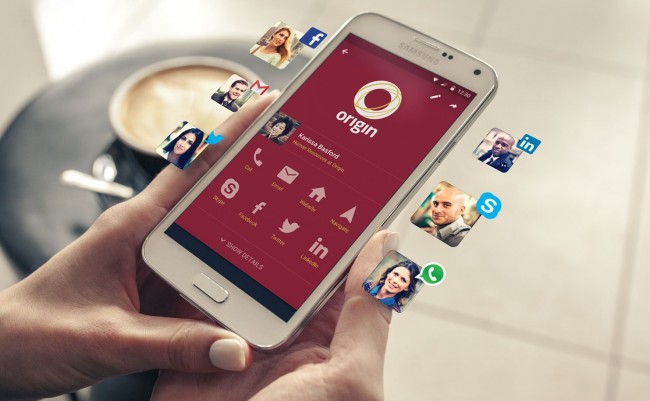 SAMSUNG
12:30
origin
Karissa Basford
Human Resources at Origin
Call
Email
Website
Navigate
Skype
Facebook
Twitter
LinkedIn
SHOW DETAILS